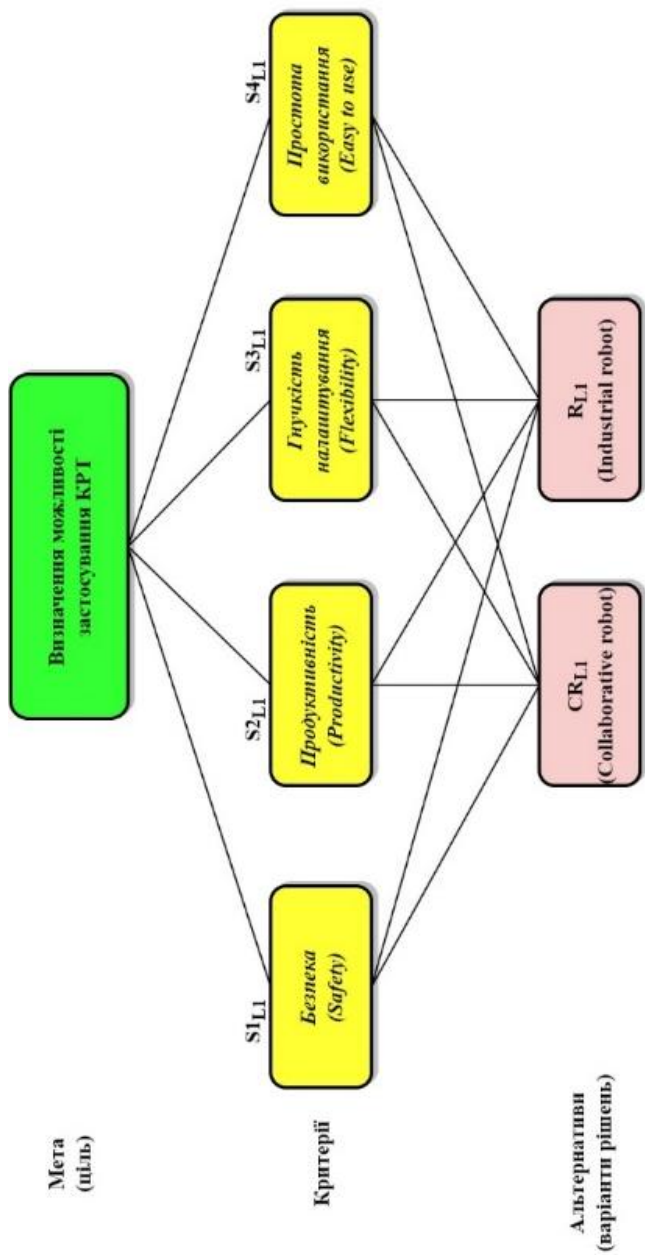 Мета
(ціль)
Визначення можливості
застосування КРТ
Критерії
S1L1
Безпека
(Safety)
S2L1
Продуктивність
(Productivity)
S3L1
Гнучкість
налаштування
(Flexibility)
S4L1
Простота
використання
(Easy to use)
Альтернативи
(варіанти рішень)
CRL1
(Collaborative robot)
RL1
(Industrial robot)